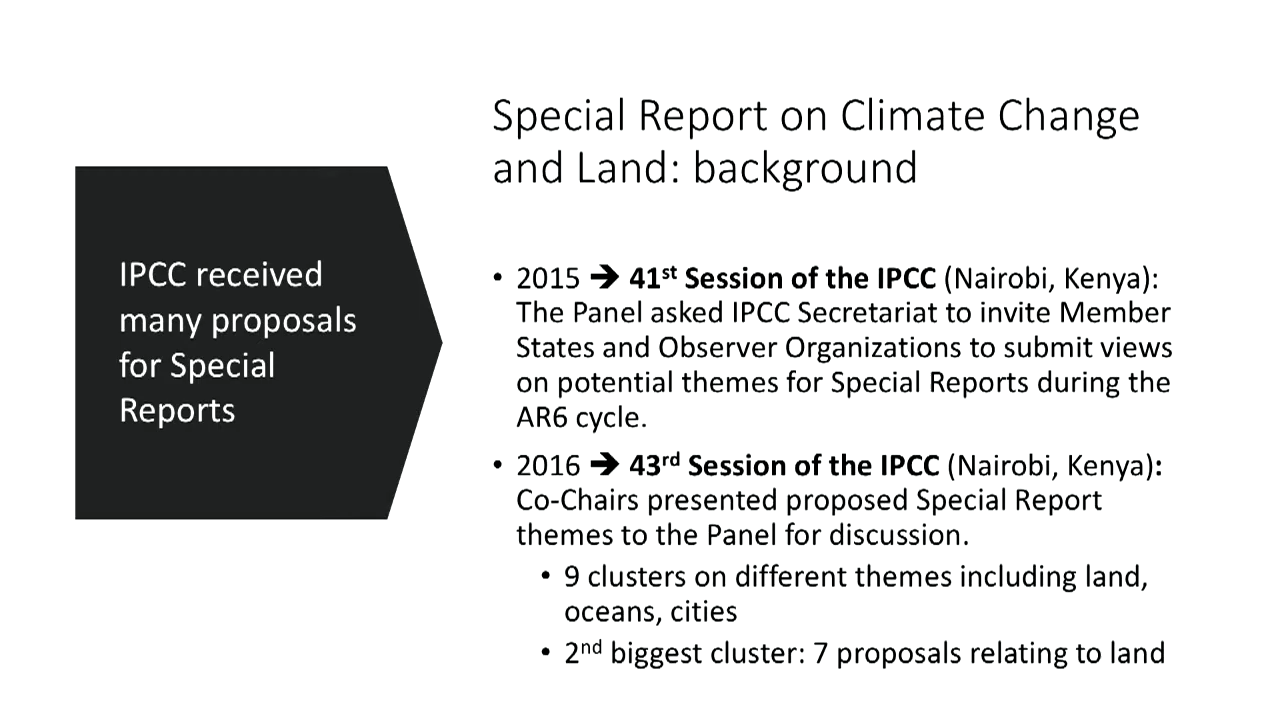 Special Report on Climate Change
and Land: background
IPCC received
many proposals
for Special
Reports
• 2015 ➔ 41st Session of the IPCC (Nairobi, Kenya):
The Panel asked IPCC Secretariat to invite Member
States and Observer Organizations to submit views
on potential themes for Special Reports during the
AR6 cycle.
• 2016 ➔ 43rd Session of the IPCC (Nairobi, Kenya):
Co-Chairs presented proposed Special Report
themes to the Panel for discussion.
• 9 clusters on different themes including land,
oceans, cities
• 2nd biggest cluster: 7 proposals relating to land